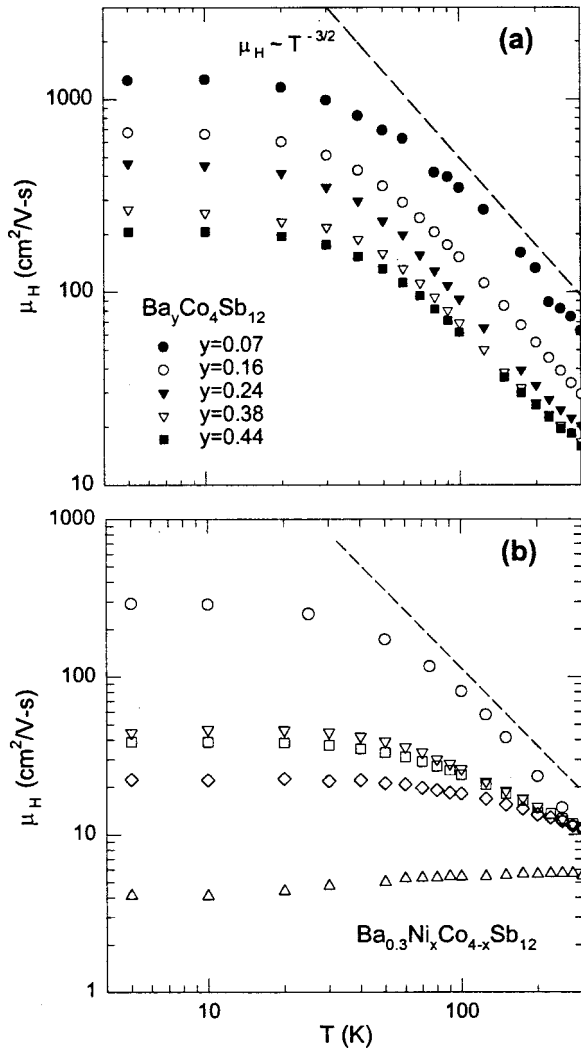 (a)
μH ~ T -3/2
1000
100
10
μH (cm2/V-s)
BayCo4Sb12
y=0.07
y=0.16
y=0.24
y=0.38
y=0.44
(b)
1000
100
10
1
μH (cm2/V-s)
Ba0.3NixCo4-xSb12
10
100
T (K)